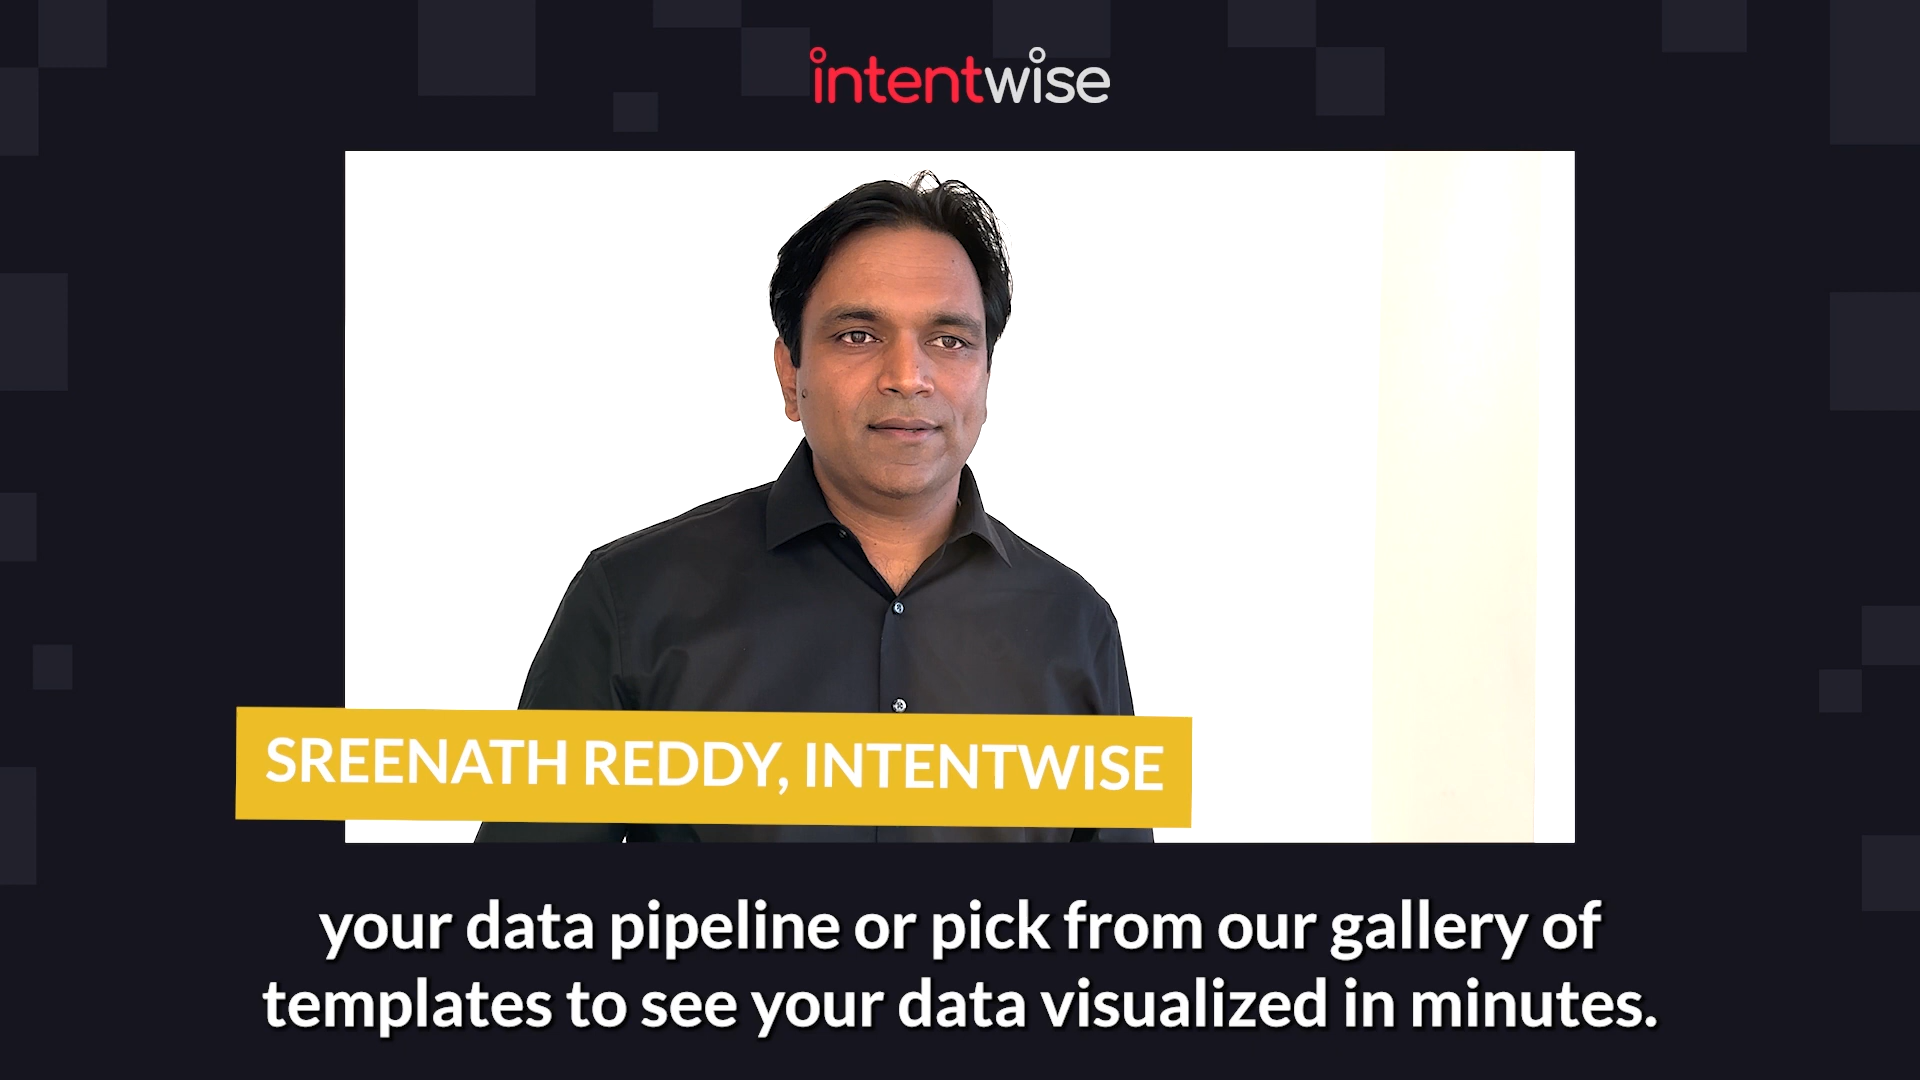 intentwise
SREENATH REDDY, INTENTWISE
your data pipeline or pick from our gallery of
templates to see your data visualized in minutes.